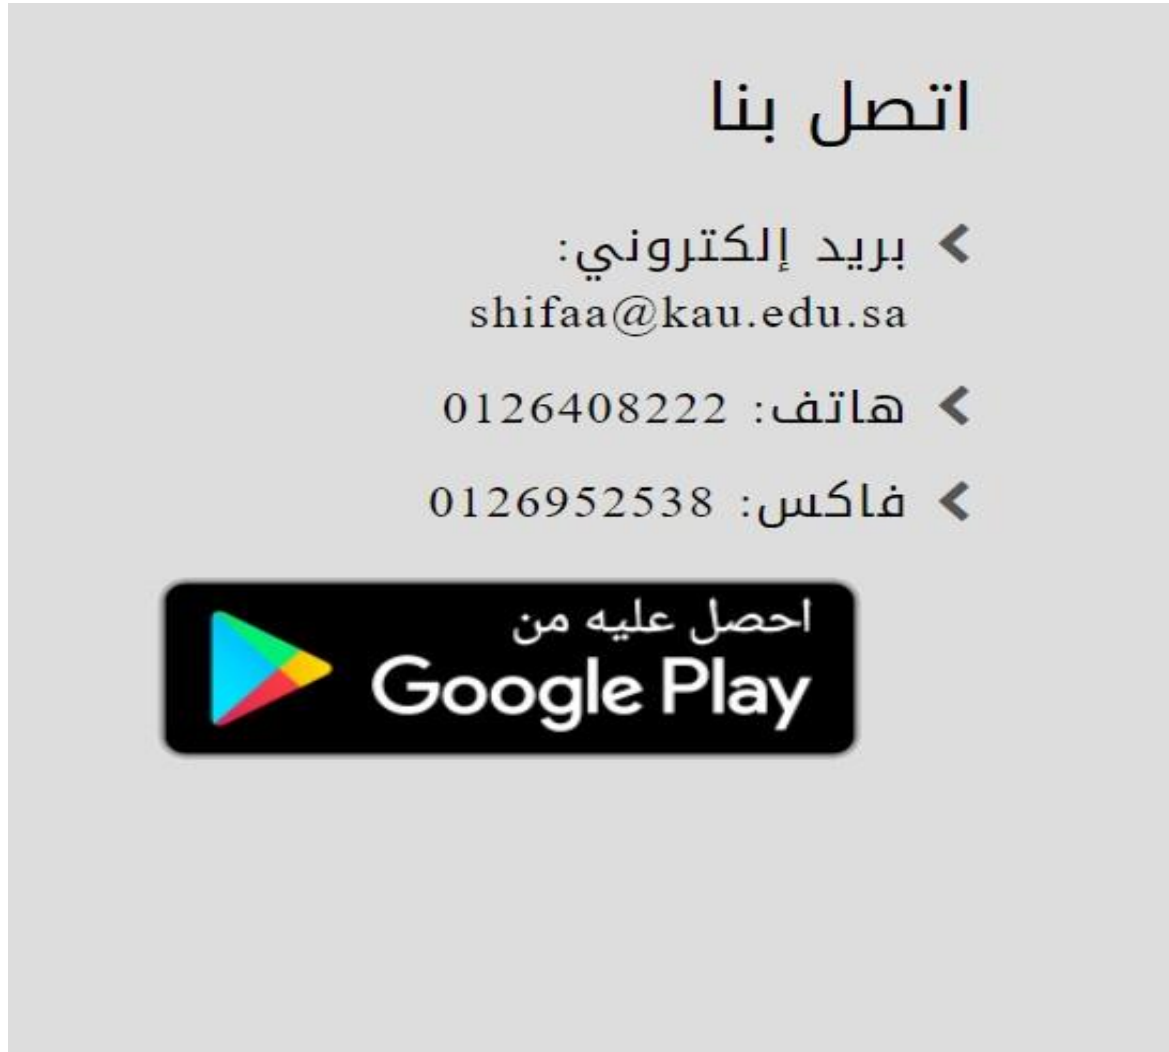 اتصل بنا
بريد إلكتروني:
shifaa@kau.edu.sa
هاتف: 0126408222
فاكس: 0126952538
احصل عليه من
Google Play